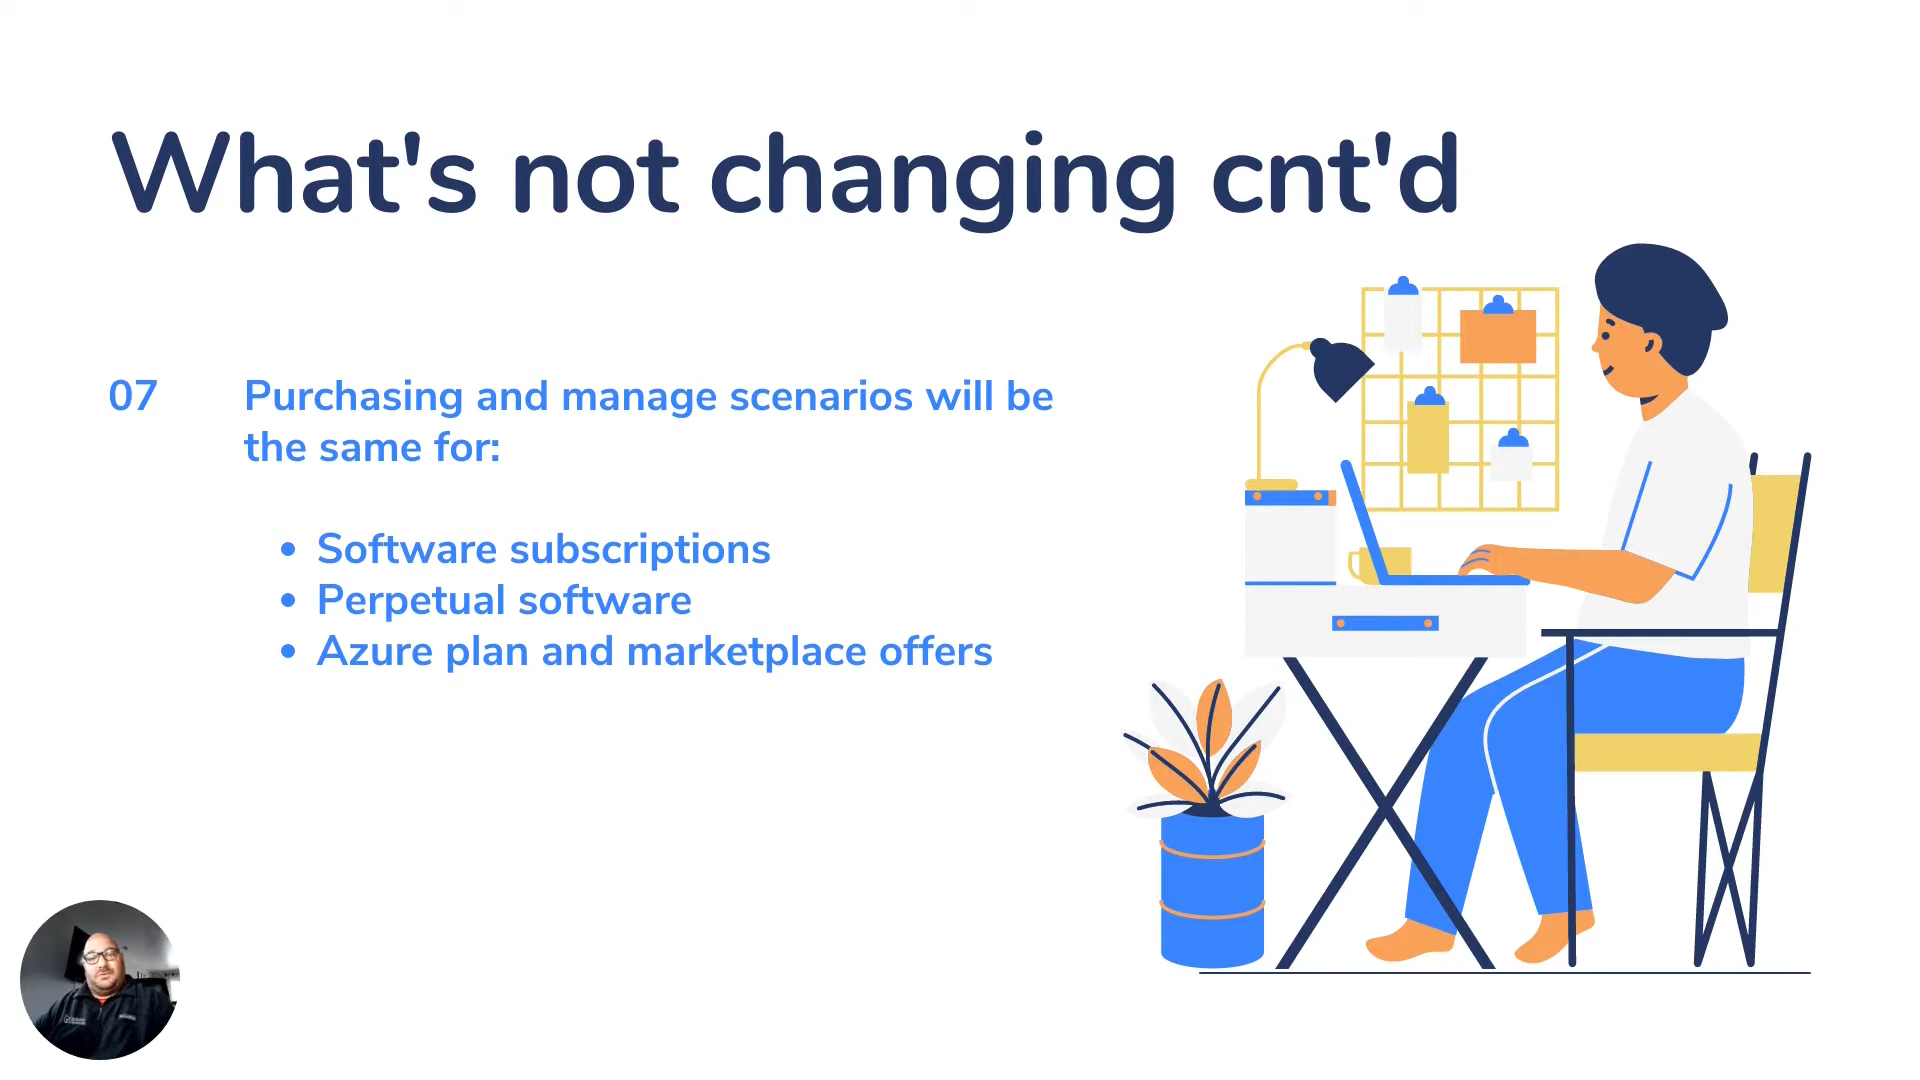 What's not changing cnt'd
07
Purchasing and manage scenarios will be
the same for:
• Software subscriptions
• Perpetual software
• Azure plan and marketplace offers